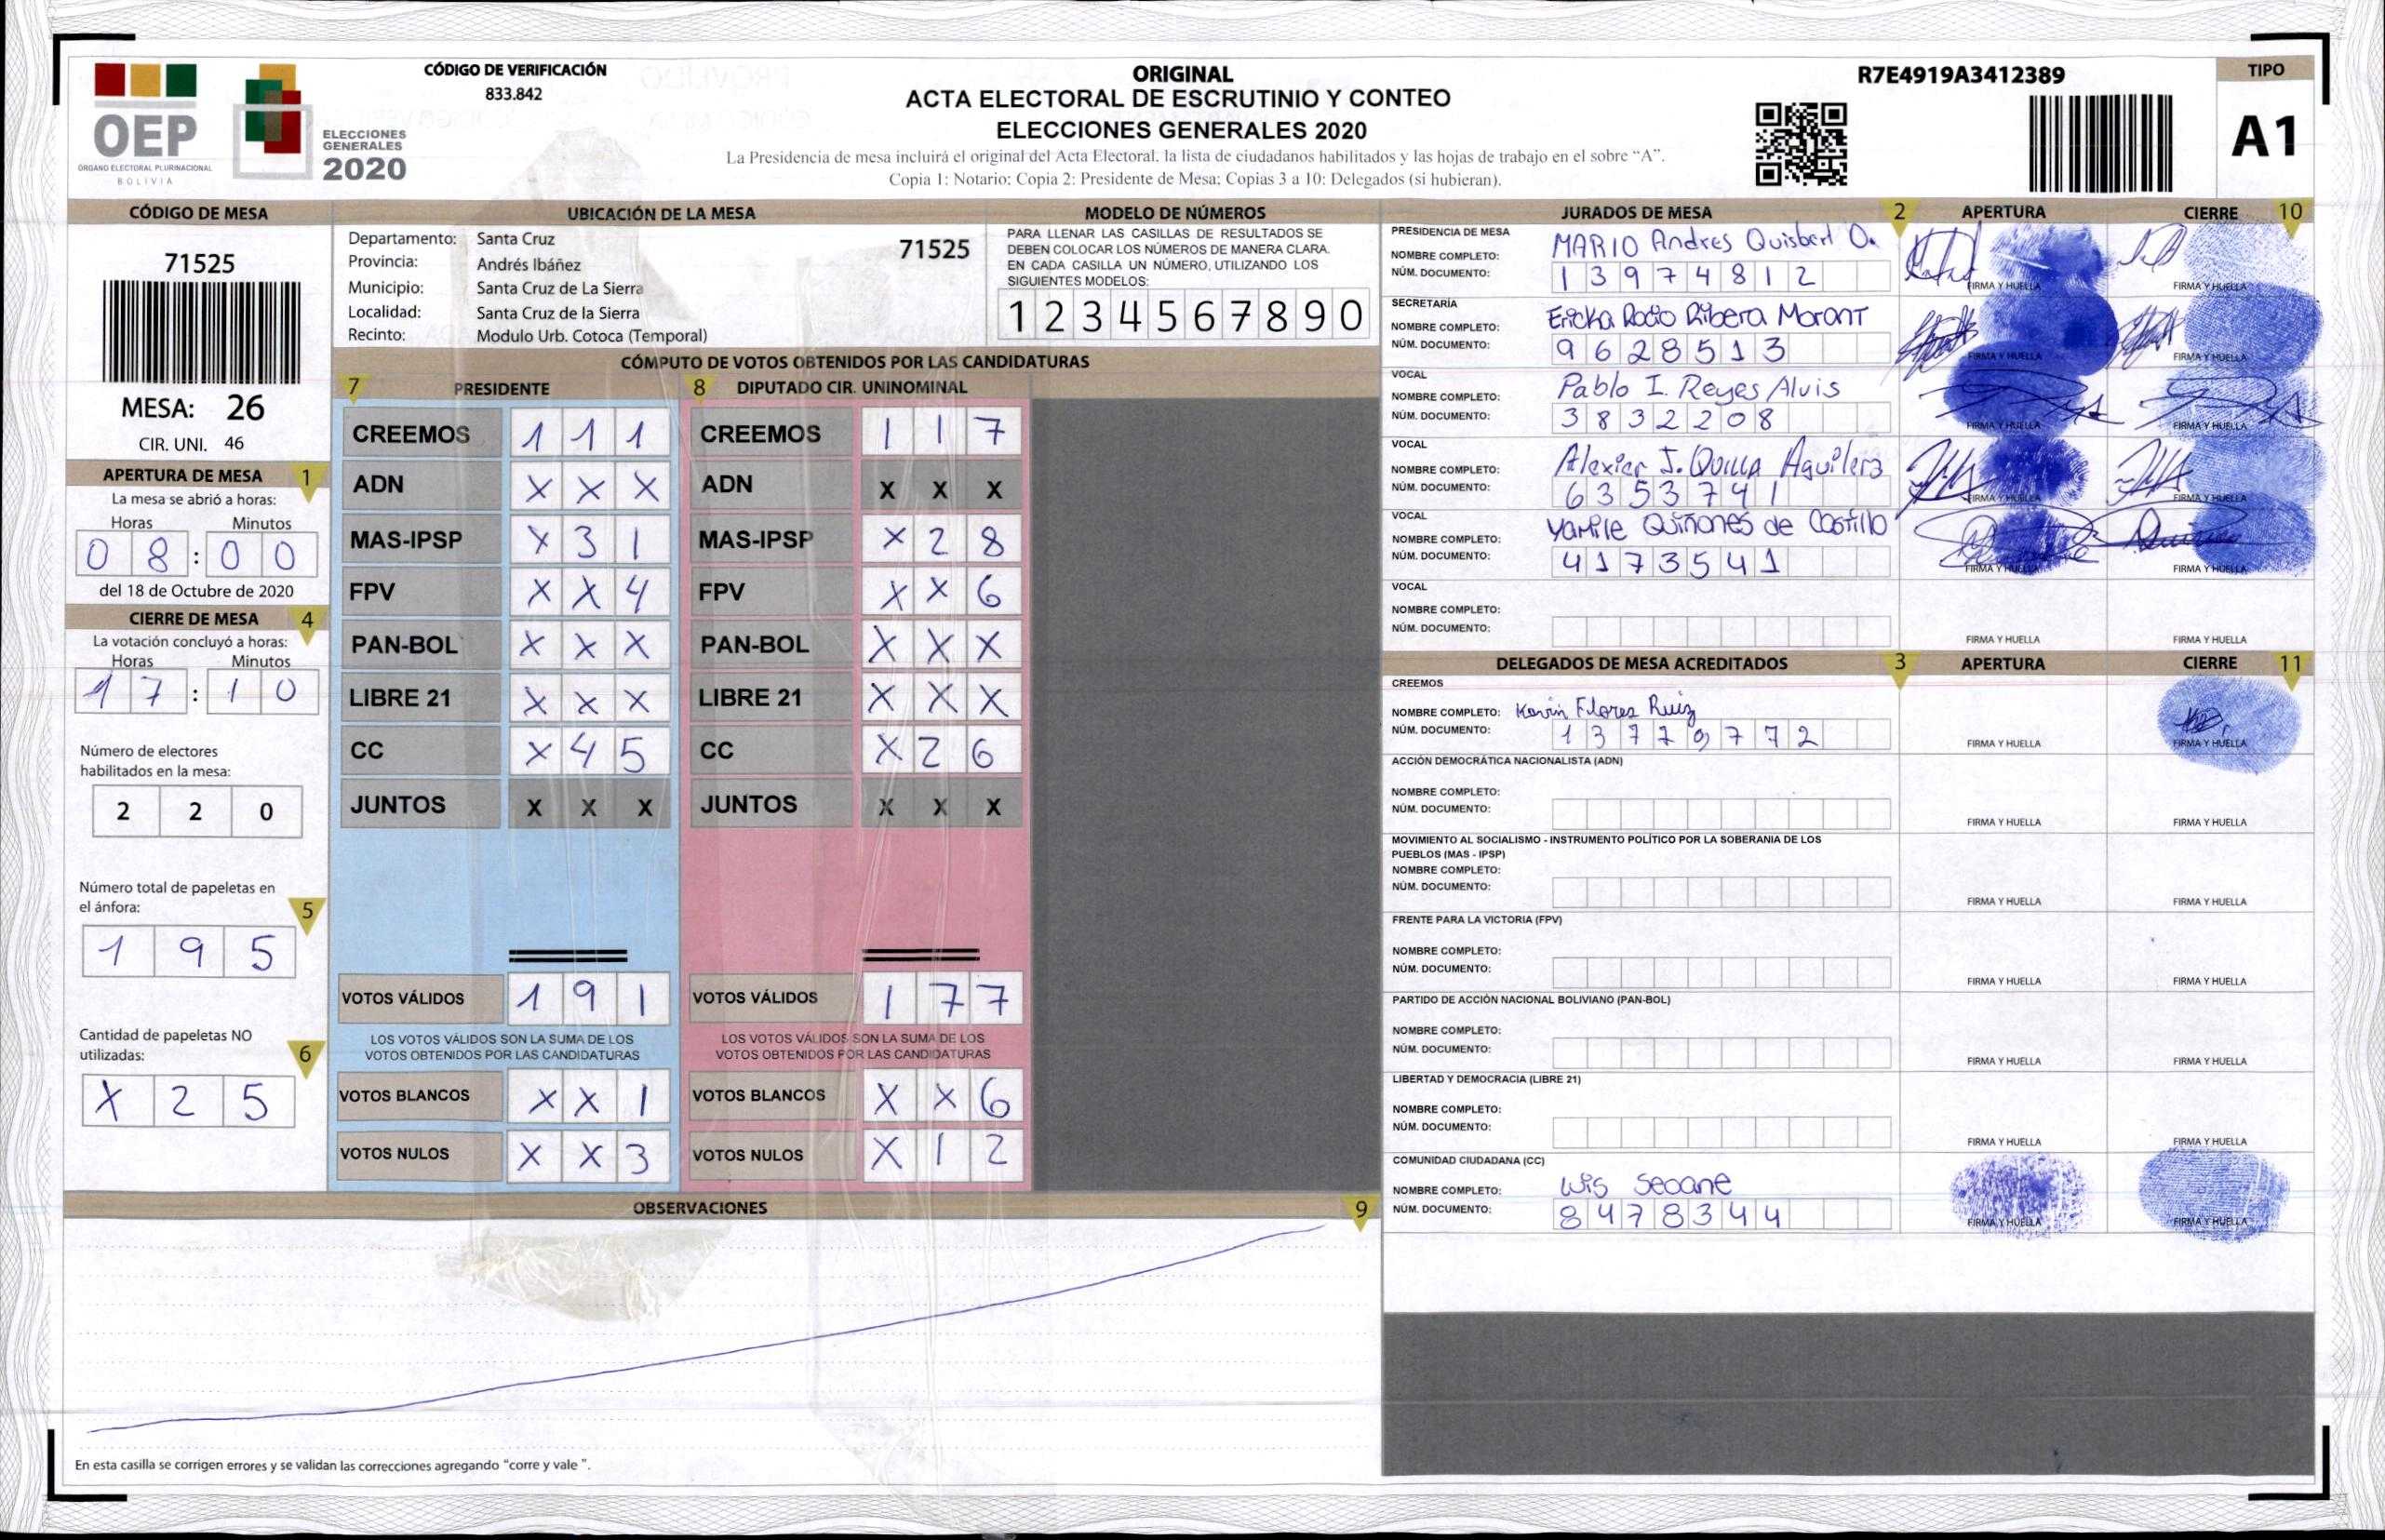 CÓDIGO DE VERIFICACIÓN
833.842
OEP
ÓRGANO ELECTORAL PLURINACIONAL
BOLIVIA
ELECCIONES
GENERALES
2020
ORIGINAL
ACTA ELECTORAL DE ESCRUTINIO Y CONTEO
ELECCIONES GENERALES 2020
La Presidencia de mesa incluirá el original del Acta Electoral, la lista de ciudadanos habilitados y las hojas de trabajo en el sobre “A”.
Copia 1: Notario; Copia 2: Presidente de Mesa; Copias 3 a 10: Delegados (si hubieran).
R7E4919A3412389
TIPO
A1
CÓDIGO DE MESA
71525
MESA: 26
CIR. UNI. 46
APERTURA DE MESA 1
La mesa se abrió a horas:
Horas Minutos
0 8 : 0 0
del 18 de Octubre de 2020
CIERRE DE MESA 4
La votación concluyó a horas:
Horas Minutos
1 7 : 1 0
Número de electores
habilitados en la mesa:
2 2 0
Número total de papeletas en
el ánfora: 5
1 9 5
Cantidad de papeletas NO
utilizadas: 6
X 2 5
UBICACIÓN DE LA MESA
Departamento: Santa Cruz 71525
Provincia: Andrés Ibáñez
Municipio: Santa Cruz de La Sierra
Localidad: Santa Cruz de la Sierra
Recinto: Modulo Urb. Cotoca (Temporal)
MODELO DE NÚMEROS
PARA LLENAR LAS CASILLAS DE RESULTADOS SE
DEBEN COLOCAR LOS NÚMEROS DE MANERA CLARA.
EN CADA CASILLA UN NÚMERO, UTILIZANDO LOS
SIGUIENTES MODELOS:
1 2 3 4 5 6 7 8 9 0
CÓMPUTO DE VOTOS OBTENIDOS POR LAS CANDIDATURAS
7 PRESIDENTE 8 DIPUTADO CIR. UNINOMINAL
CREEMOS 1 1 1 CREEMOS 1 1 7
ADN X X X ADN X X X
MAS-IPSP X 3 1 MAS-IPSP X 2 8
FPV X X 4 FPV X X 6
PAN-BOL X X X PAN-BOL X X X
LIBRE 21 X X X LIBRE 21 X X X
CC X 4 5 CC X 2 6
JUNTOS X X X JUNTOS X X X
VOTOS VÁLIDOS 1 9 1 VOTOS VÁLIDOS 1 7 7
LOS VOTOS VÁLIDOS SON LA SUMA DE LOS LOS VOTOS VÁLIDOS SON LA SUMA DE LOS
VOTOS OBTENIDOS POR LAS CANDIDATURAS VOTOS OBTENIDOS POR LAS CANDIDATURAS
VOTOS BLANCOS X X 1 VOTOS BLANCOS X X 6
VOTOS NULOS X X 3 VOTOS NULOS X 1 2
OBSERVACIONES 9
En esta casilla se corrigen errores y se validan las correcciones agregando “corre y vale ”.
JURADOS DE MESA 2 APERTURA CIERRE 10
PRESIDENCIA DE MESA
NOMBRE COMPLETO: MARIO Andres Quisbert O.
NÚM. DOCUMENTO: 1 3 9 7 4 8 1 2 FIRMA Y HUELLA FIRMA Y HUELLA
SECRETARÍA
NOMBRE COMPLETO: Ericka Rocio Ribera Morant
NÚM. DOCUMENTO: 9 6 2 8 5 1 3 FIRMA Y HUELLA FIRMA Y HUELLA
VOCAL
NOMBRE COMPLETO: Pablo I. Reyes Alvis
NÚM. DOCUMENTO: 3 8 3 2 2 0 8 FIRMA Y HUELLA FIRMA Y HUELLA
VOCAL
NOMBRE COMPLETO: Alexier J. Aguilera
NÚM. DOCUMENTO: 6 3 5 3 7 4 1 FIRMA Y HUELLA FIRMA Y HUELLA
VOCAL
NOMBRE COMPLETO: Yamile Quiñones de Castillo
NÚM. DOCUMENTO: 4 1 7 3 5 4 1 FIRMA Y HUELLA FIRMA Y HUELLA
VOCAL
NOMBRE COMPLETO:
NÚM. DOCUMENTO: FIRMA Y HUELLA FIRMA Y HUELLA
DELEGADOS DE MESA ACREDITADOS 3 APERTURA CIERRE 11
CREEMOS
NOMBRE COMPLETO: Kevin Flores Ruiz
NÚM. DOCUMENTO: 1 3 7 7 9 7 7 2 FIRMA Y HUELLA FIRMA Y HUELLA
ACCIÓN DEMOCRÁTICA NACIONALISTA (ADN)
NOMBRE COMPLETO:
NÚM. DOCUMENTO: FIRMA Y HUELLA FIRMA Y HUELLA
MOVIMIENTO AL SOCIALISMO - INSTRUMENTO POLÍTICO POR LA SOBERANIA DE LOS
PUEBLOS (MAS - IPSP)
NOMBRE COMPLETO:
NÚM. DOCUMENTO: FIRMA Y HUELLA FIRMA Y HUELLA
FRENTE PARA LA VICTORIA (FPV)
NOMBRE COMPLETO:
NÚM. DOCUMENTO: FIRMA Y HUELLA FIRMA Y HUELLA
PARTIDO DE ACCIÓN NACIONAL BOLIVIANO (PAN-BOL)
NOMBRE COMPLETO:
NÚM. DOCUMENTO: FIRMA Y HUELLA FIRMA Y HUELLA
LIBERTAD Y DEMOCRACIA (LIBRE 21)
NOMBRE COMPLETO:
NÚM. DOCUMENTO: FIRMA Y HUELLA FIRMA Y HUELLA
COMUNIDAD CIUDADANA (CC)
NOMBRE COMPLETO: Luis Seoane
NÚM. DOCUMENTO: 8 4 7 8 3 4 4 FIRMA Y HUELLA FIRMA Y HUELLA